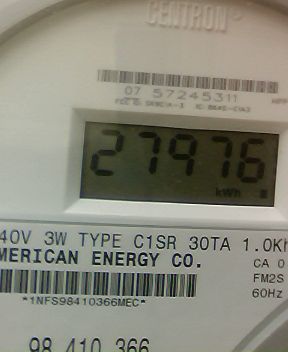 CENTRON®
07 57245311
27976
kWh
40V 3W TYPE C1SR 30TA 1.0Kh
MERICAN ENERGY CO.
CA 0
FM2S
60Hz
*1NFS98410366MEC*
98 410 366